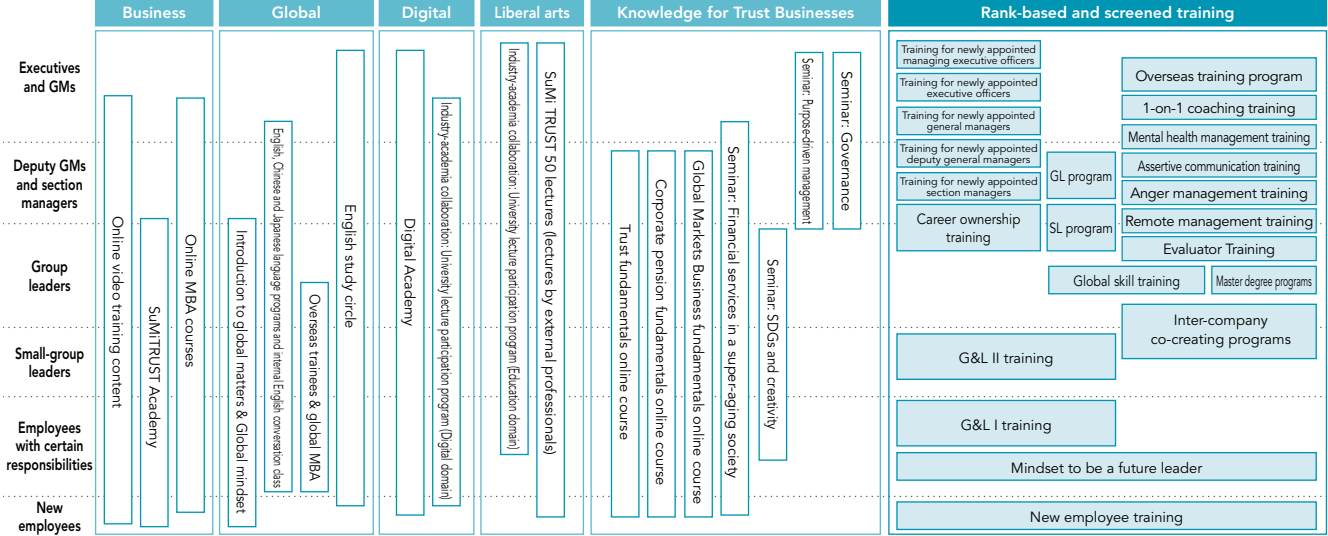 Business
Global
Digital
Liberal arts
Knowledge for Trust Businesses
Rank-based and screened training
Executives
and GMs
Deputy GMs
and section
managers
Group
leaders
Small-group
leaders
Employees
with certain
responsibilities
New
employees
Online video training content
SuMiTRUST Academy
Online MBA courses
Introduction to global matters & Global mindset
English, Chinese and Japanese language programs and internal English conversation class
Overseas trainees & global MBA
English study circle
Digital Academy
Industry-academia collaboration: University lecture participation program (Digital domain)
Industry-academia collaboration: University lecture participation program (Education domain)
SuMi TRUST 50 lectures (lectures by external professionals)
Trust fundamentals online course
Corporate pension fundamentals online course
Global Markets Business fundamentals online course
Seminar: Financial services in a super-aging society
Seminar: SDGs and creativity
Seminar: Purpose-driven management
Seminar: Governance
Training for newly appointed
managing executive officers
Training for newly appointed
executive officers
Training for newly appointed
general managers
Training for newly appointed
deputy general managers
Training for newly appointed
section managers
Career ownership
training
GL program
SL program
Overseas training program
1-on-1 coaching training
Mental health management training
Assertive communication training
Anger management training
Remote management training
Evaluator Training
Global skill training
Master degree programs
Inter-company
co-creating programs
G&L II training
G&L I training
Mindset to be a future leader
New employee training